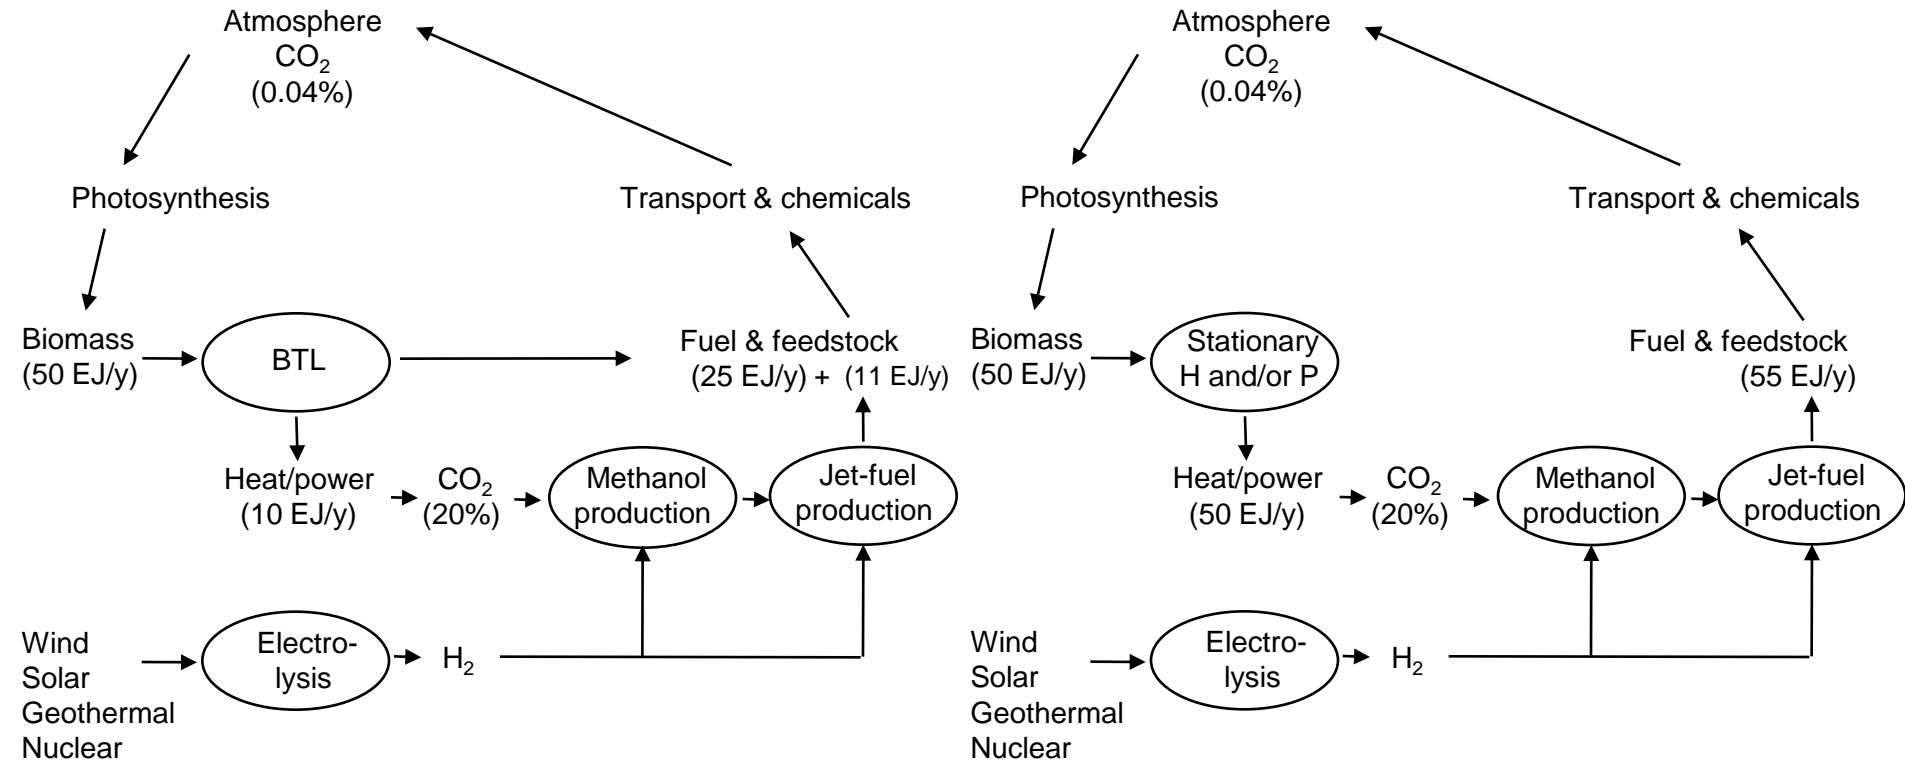 Atmosphere
CO₂
(0.04%)
Photosynthesis
Transport & chemicals
Biomass
(50 EJ/y)
BTL
Fuel & feedstock
(25 EJ/y) + (11 EJ/y)
Heat/power
(10 EJ/y)
CO₂
(20%)
Methanol
production
Jet-fuel
production
Wind
Solar
Geothermal
Nuclear
Electro-
lysis
H₂
Atmosphere
CO₂
(0.04%)
Photosynthesis
Transport & chemicals
Biomass
(50 EJ/y)
Stationary
H and/or P
Fuel & feedstock
(55 EJ/y)
Heat/power
(50 EJ/y)
CO₂
(20%)
Methanol
production
Jet-fuel
production
Wind
Solar
Geothermal
Nuclear
Electro-
lysis
H₂